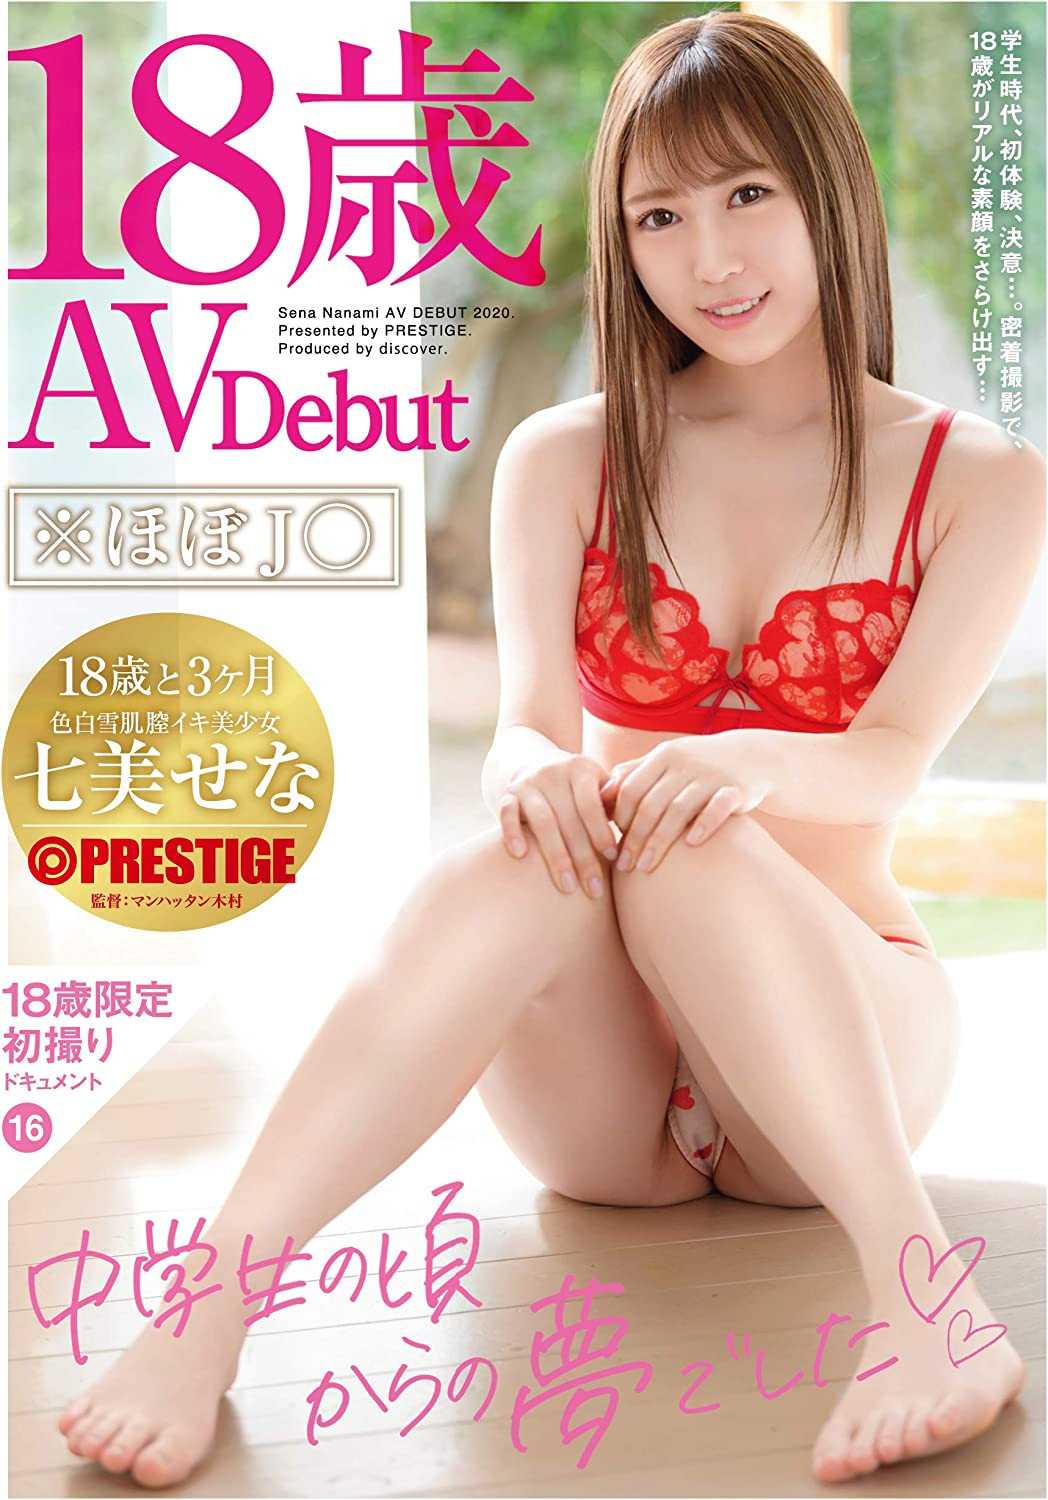 18歳
AV Debut
Sena Nanami AV DEBUT 2020.
Presented by PRESTIGE.
Produced by discover.
学生時代、初体験、決意…。密着撮影で、
18歳がリアルな素顔をさらけ出す…
※ほぼJ○
18歳と3ヶ月
色白雪肌膣イキ美少女
七美せな
PRESTIGE
監督：マンハッタン木村
18歳限定
初撮り
ドキュメント
16
中学生の頃
からの夢でした♡♡